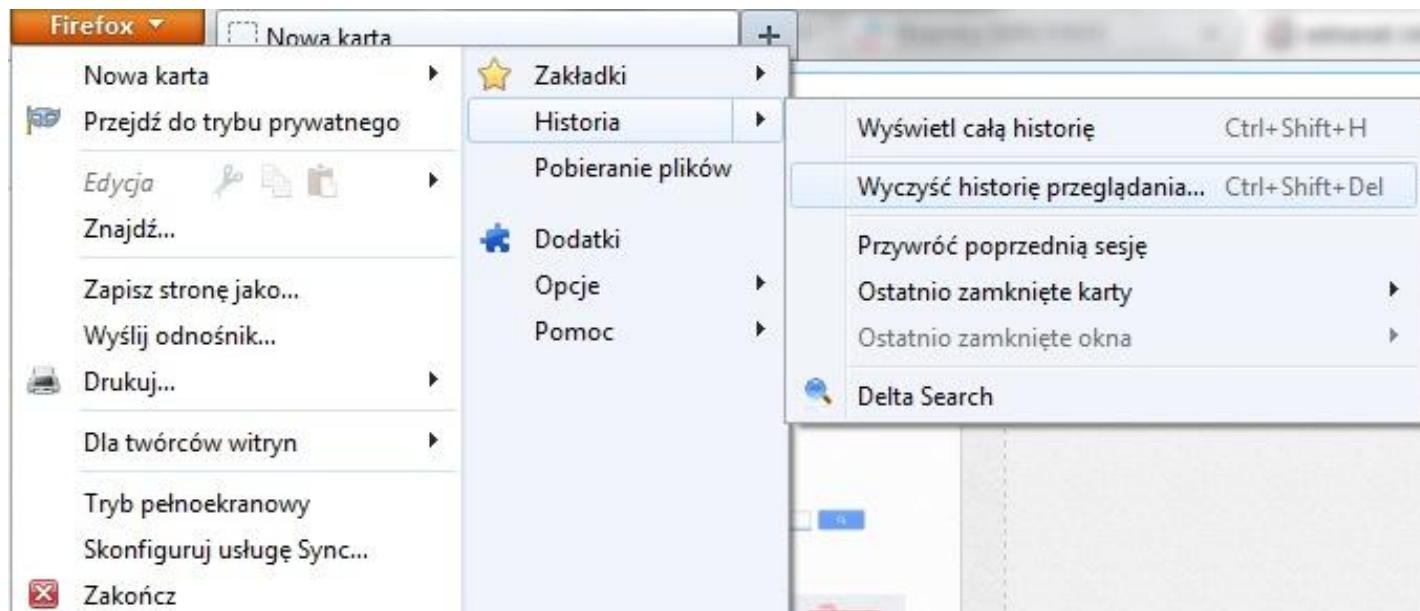 Firefox
Nowa karta
Nowa karta
Przejdź do trybu prywatnego
Edycja
Znajdź...
Zapisz stronę jako...
Wyślij odnośnik...
Drukuj...
Dla twórców witryn
Tryb pełnoekranowy
Skonfiguruj usługę Sync...
Zakończ
Zakładki
Historia
Pobieranie plików
Dodatki
Opcje
Pomoc
Wyświetl całą historię Ctrl+Shift+H
Wyczyść historię przeglądania... Ctrl+Shift+Del
Przywróć poprzednią sesję
Ostatnio zamknięte karty
Ostatnio zamknięte okna
Delta Search